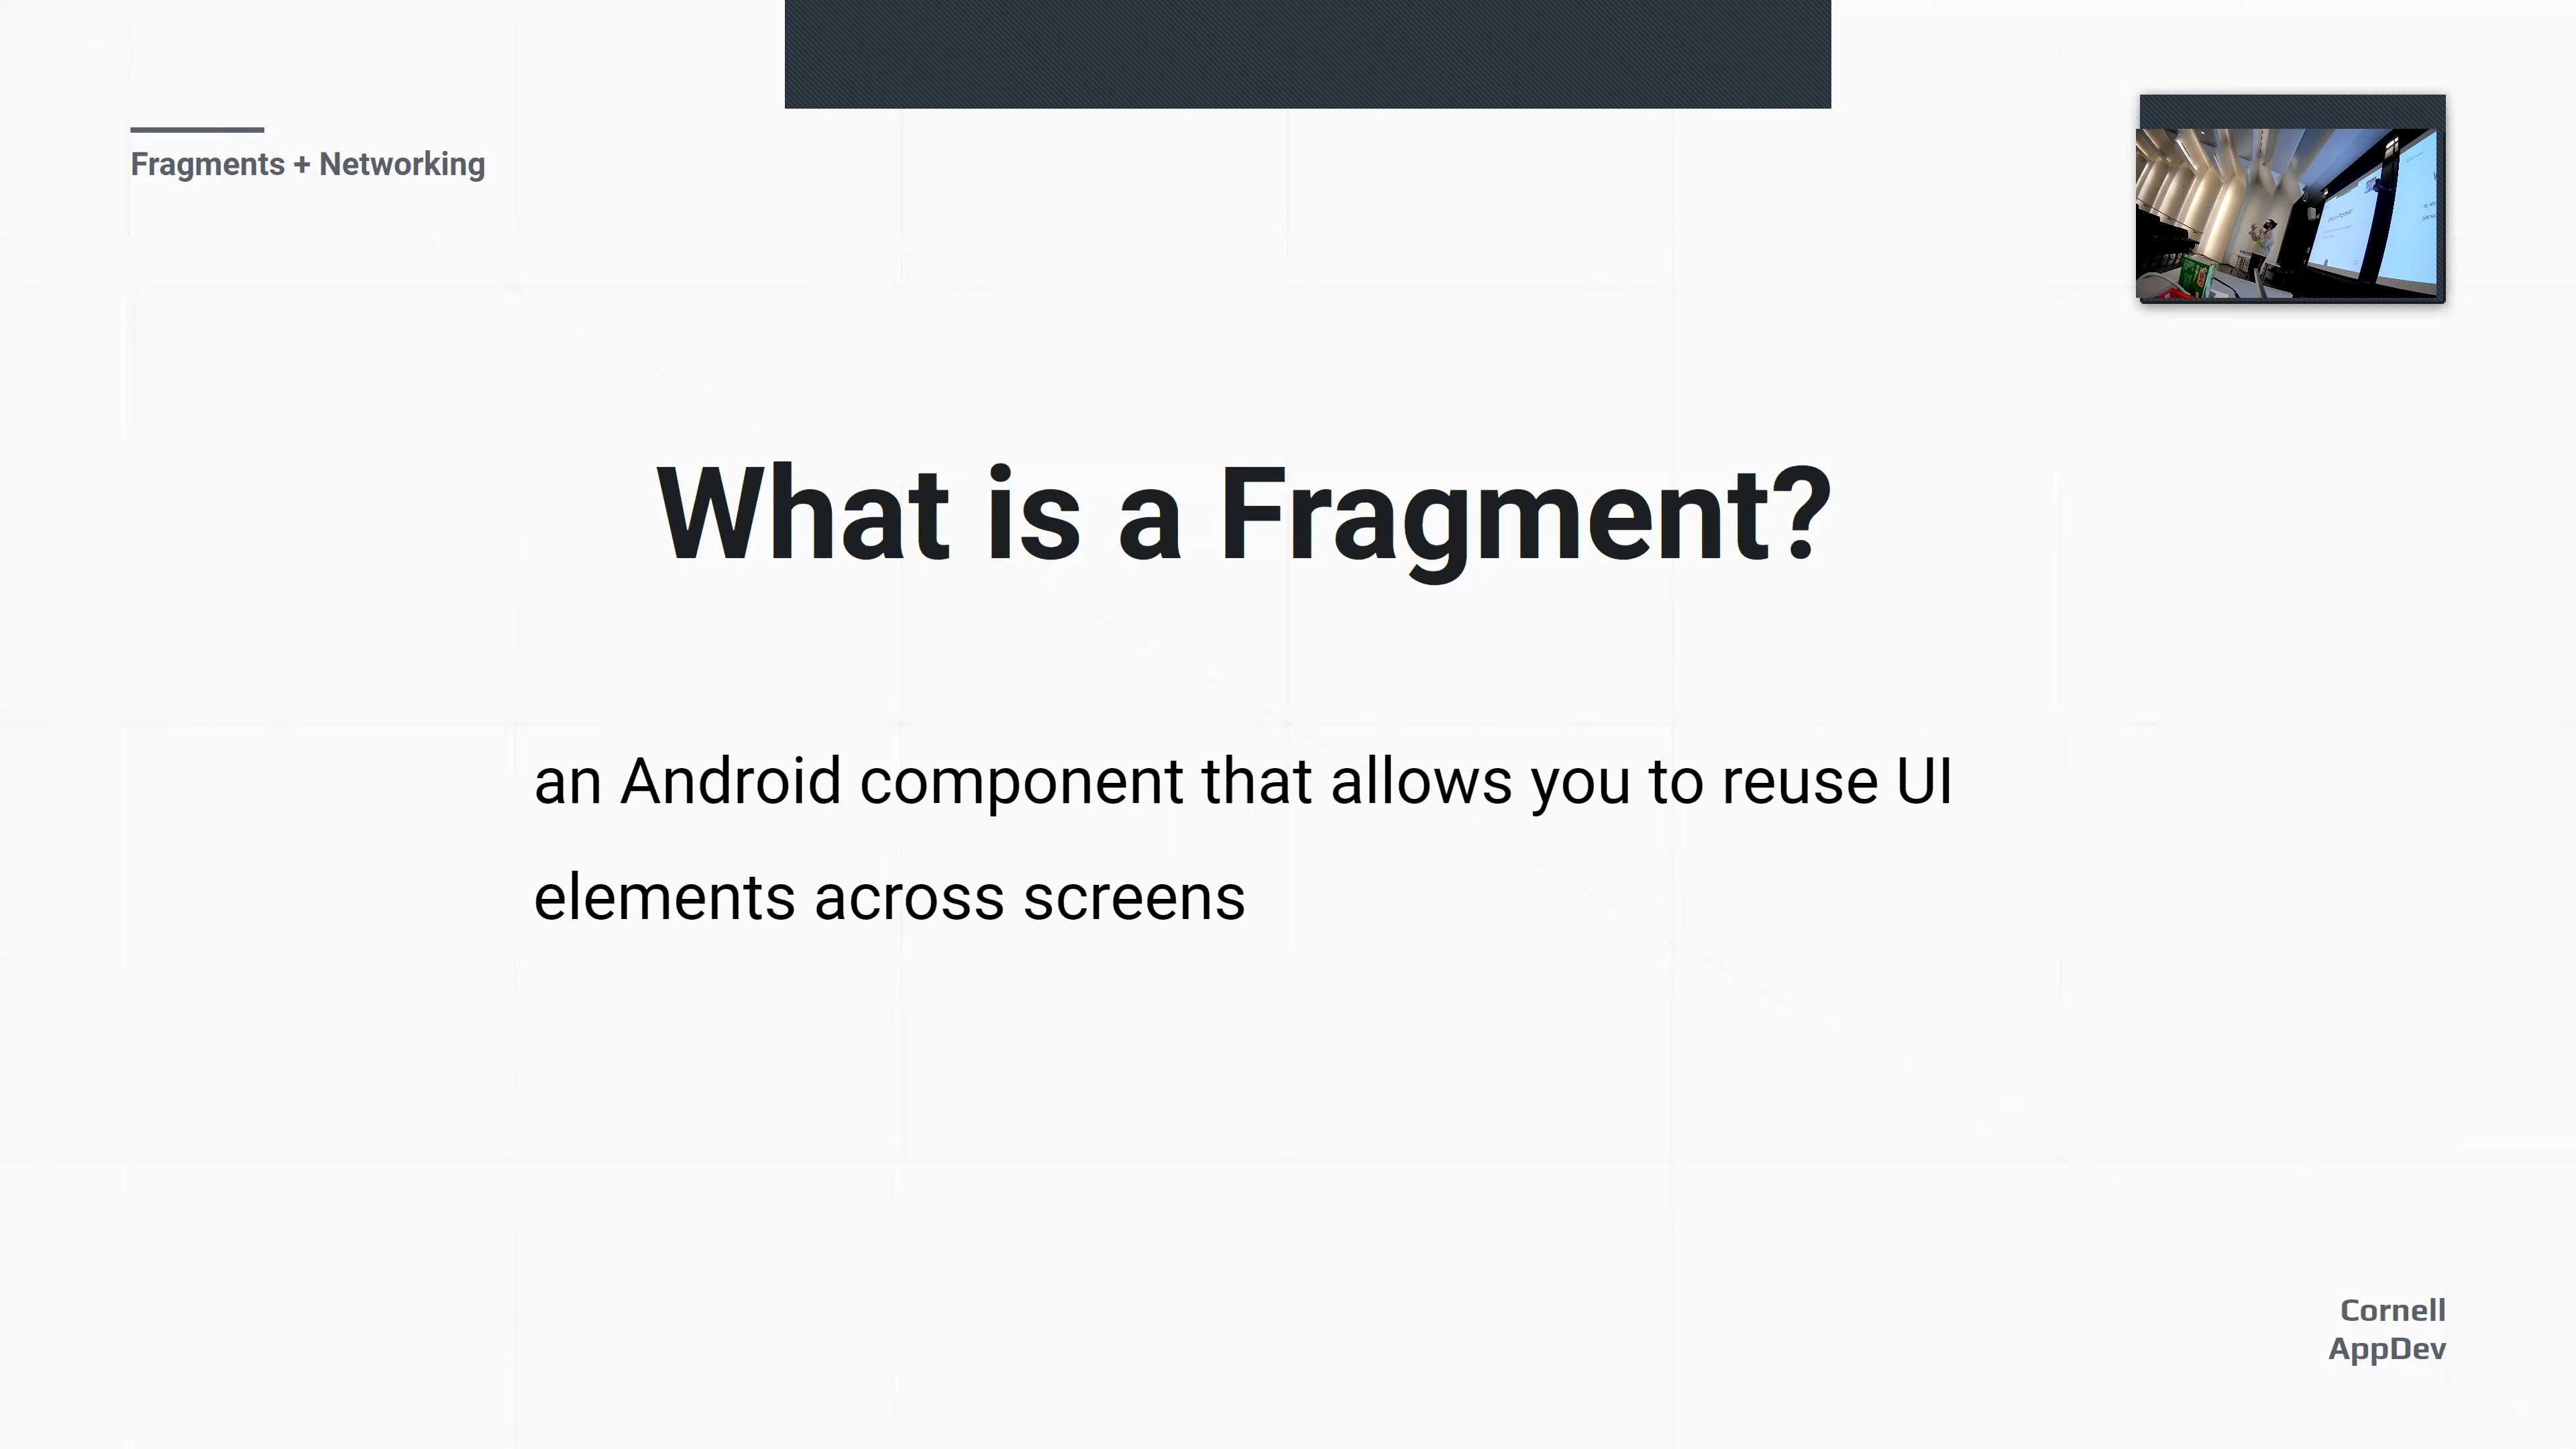 Fragments + Networking
What is a Fragment?
an Android component that allows you to reuse UI
elements across screens
Cornell
AppDev